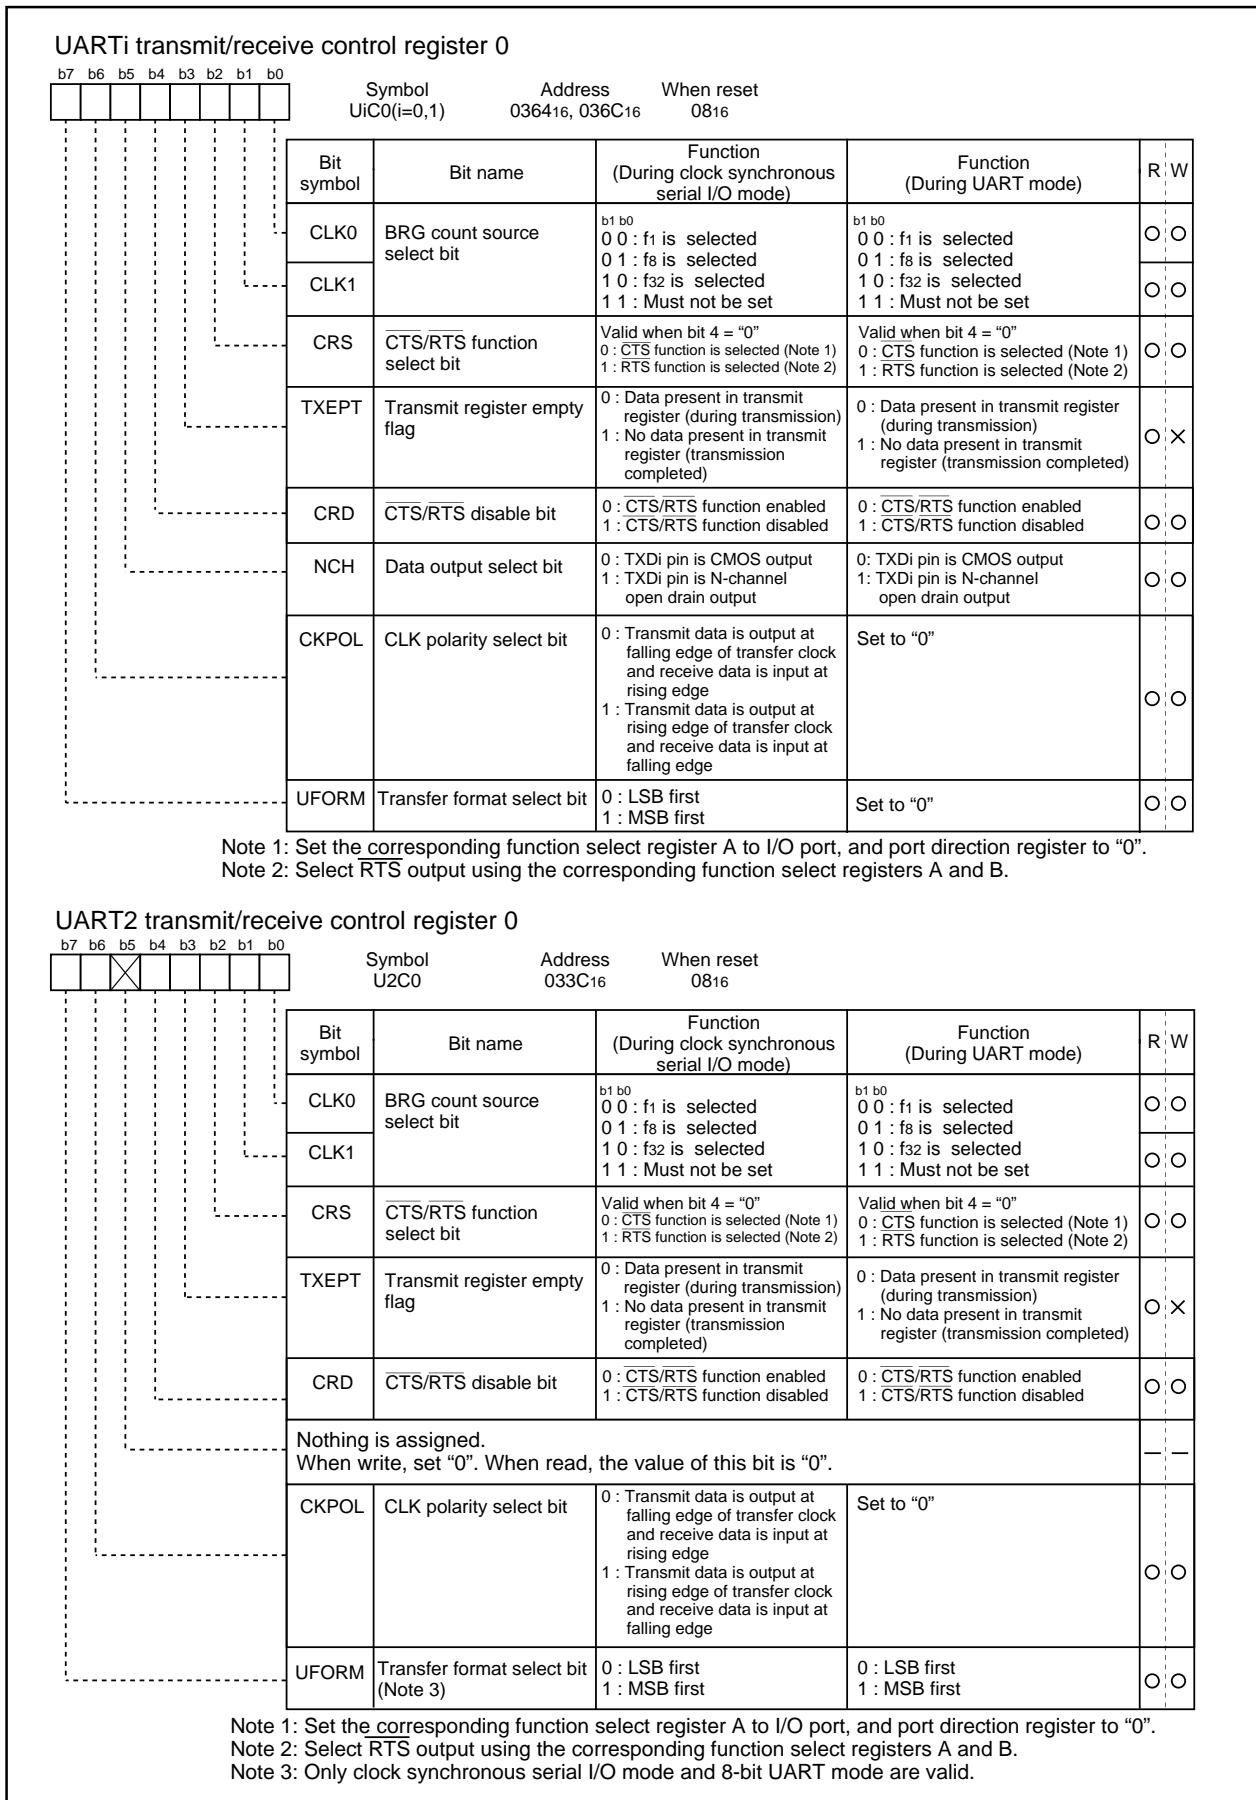 UARTi transmit/receive control register 0
b7 b6 b5 b4 b3 b2 b1 b0
Symbol Address When reset
UiC0(i=0,1) 036416, 036C16 0816
Bit symbol
Bit name
Function
(During clock synchronous
serial I/O mode)
Function
(During UART mode)
R W
CLK0
BRG count source
select bit
b1 b0
0 0 : f1 is selected
0 1 : f8 is selected
1 0 : f32 is selected
1 1 : Must not be set
b1 b0
0 0 : f1 is selected
0 1 : f8 is selected
1 0 : f32 is selected
1 1 : Must not be set
CLK1
CRS
CTS/RTS function
select bit
Valid when bit 4 = “0”
0 : CTS function is selected (Note 1)
1 : RTS function is selected (Note 2)
Valid when bit 4 = “0”
0 : CTS function is selected (Note 1)
1 : RTS function is selected (Note 2)
TXEPT
Transmit register empty
flag
0 : Data present in transmit
register (during transmission)
1 : No data present in transmit
register (transmission
completed)
0 : Data present in transmit register
(during transmission)
1 : No data present in transmit
register (transmission completed)
CRD
CTS/RTS disable bit
0 : CTS/RTS function enabled
1 : CTS/RTS function disabled
0 : CTS/RTS function enabled
1 : CTS/RTS function disabled
NCH
Data output select bit
0 : TXDi pin is CMOS output
1 : TXDi pin is N-channel
open drain output
0: TXDi pin is CMOS output
1: TXDi pin is N-channel
open drain output
CKPOL
CLK polarity select bit
0 : Transmit data is output at
falling edge of transfer clock
and receive data is input at
rising edge
1 : Transmit data is output at
rising edge of transfer clock
and receive data is input at
falling edge
Set to “0”
UFORM
Transfer format select bit
0 : LSB first
1 : MSB first
Set to “0”
Note 1: Set the corresponding function select register A to I/O port, and port direction register to “0”.
Note 2: Select RTS output using the corresponding function select registers A and B.
UART2 transmit/receive control register 0
b7 b6 b5 b4 b3 b2 b1 b0
Symbol Address When reset
U2C0 033C16 0816
Bit symbol
Bit name
Function
(During clock synchronous
serial I/O mode)
Function
(During UART mode)
R W
CLK0
BRG count source
select bit
b1 b0
0 0 : f1 is selected
0 1 : f8 is selected
1 0 : f32 is selected
1 1 : Must not be set
b1 b0
0 0 : f1 is selected
0 1 : f8 is selected
1 0 : f32 is selected
1 1 : Must not be set
CLK1
CRS
CTS/RTS function
select bit
Valid when bit 4 = “0”
0 : CTS function is selected (Note 1)
1 : RTS function is selected (Note 2)
Valid when bit 4 = “0”
0 : CTS function is selected (Note 1)
1 : RTS function is selected (Note 2)
TXEPT
Transmit register empty
flag
0 : Data present in transmit
register (during transmission)
1 : No data present in transmit
register (transmission
completed)
0 : Data present in transmit register
(during transmission)
1 : No data present in transmit
register (transmission completed)
CRD
CTS/RTS disable bit
0 : CTS/RTS function enabled
1 : CTS/RTS function disabled
0 : CTS/RTS function enabled
1 : CTS/RTS function disabled
Nothing is assigned.
When write, set “0”. When read, the value of this bit is “0”.
CKPOL
CLK polarity select bit
0 : Transmit data is output at
falling edge of transfer clock
and receive data is input at
rising edge
1 : Transmit data is output at
rising edge of transfer clock
and receive data is input at
falling edge
Set to “0”
UFORM
Transfer format select bit
(Note 3)
0 : LSB first
1 : MSB first
0 : LSB first
1 : MSB first
Note 1: Set the corresponding function select register A to I/O port, and port direction register to “0”.
Note 2: Select RTS output using the corresponding function select registers A and B.
Note 3: Only clock synchronous serial I/O mode and 8-bit UART mode are valid.